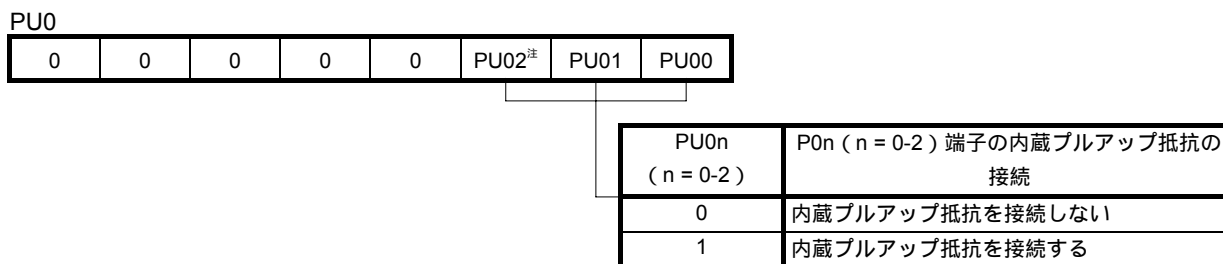 PU0
0 0 0 0 0 PU02注 PU01 PU00
PU0n P0n（n = 0-2）端子の内蔵プルアップ抵抗の
（n = 0-2） 接続
0 内蔵プルアップ抵抗を接続しない
1 内蔵プルアップ抵抗を接続する